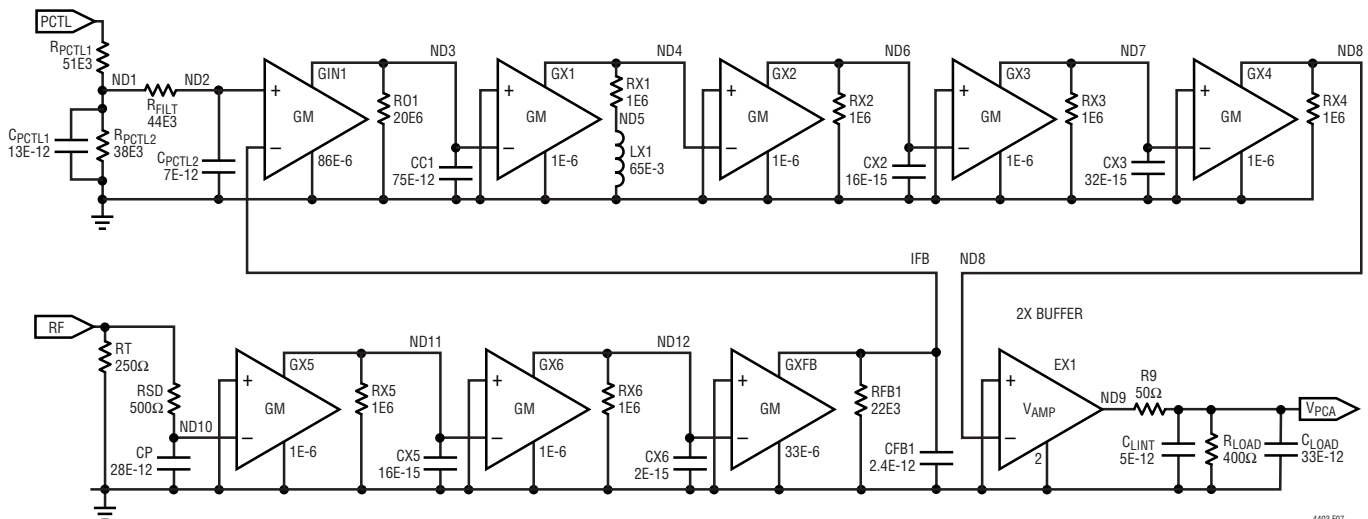 PCTL
RPCTL1
51E3
ND1
ND2
RFILT
44E3
CPCTL1
13E-12
RPCTL2
38E3
CPCTL2
7E-12
+
–
GM
GIN1
86E-6
RO1
20E6
ND3
CC1
75E-12
+
–
GM
GX1
1E-6
RX1
1E6
ND5
LX1
65E-3
ND4
+
–
GM
GX2
1E-6
RX2
1E6
ND6
CX2
16E-15
+
–
GM
GX3
1E-6
RX3
1E6
ND7
CX3
32E-15
+
–
GM
GX4
1E-6
RX4
1E6
ND8
IFB
ND8
RF
RT
250Ω
RSD
500Ω
ND10
CP
28E-12
+
–
GM
GX5
1E-6
RX5
1E6
ND11
CX5
16E-15
+
–
GM
GX6
1E-6
RX6
1E6
ND12
CX6
2E-15
+
–
GM
GXFB
33E-6
RFB1
22E3
CFB1
2.4E-12
2X BUFFER
+
–
VAMP
EX1
2
ND9
R9
50Ω
CLINT
5E-12
RLOAD
400Ω
CLOAD
33E-12
VPCA
4403 F07